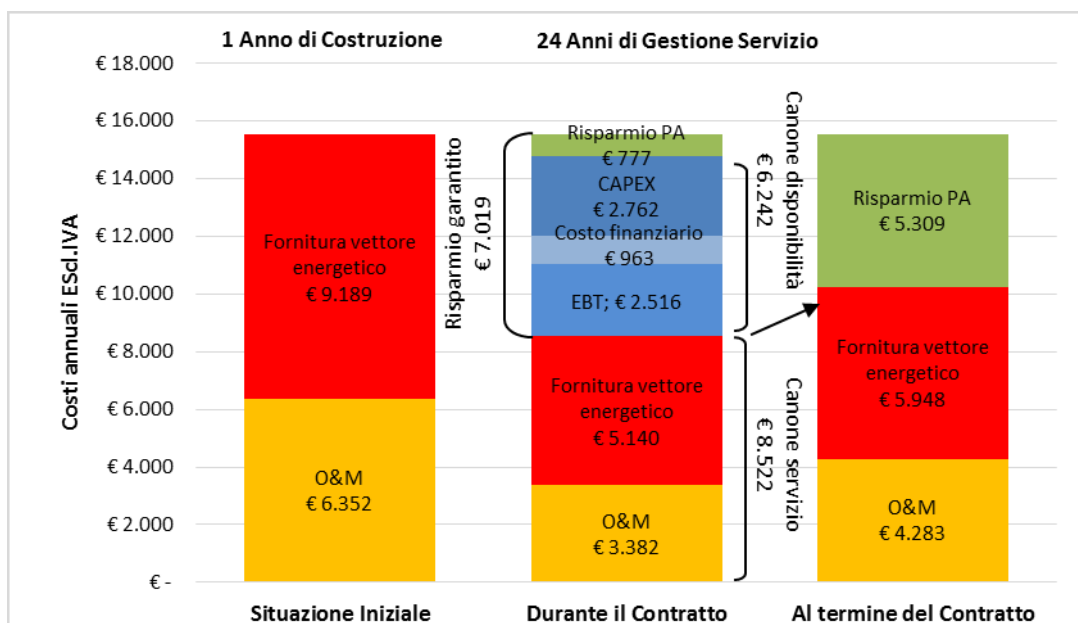 1 Anno di Costruzione
24 Anni di Gestione Servizio
Costi annuali EScl.IVA
€ 18.000
€ 16.000
€ 14.000
€ 12.000
€ 10.000
€ 8.000
€ 6.000
€ 4.000
€ 2.000
€ -
Fornitura vettore
energetico
€ 9.189
O&M
€ 6.352
Situazione Iniziale
Risparmio garantito
€ 7.019
Risparmio PA
€ 777
CAPEX
€ 2.762
Costo finanziario
€ 963
EBT; € 2.516
Fornitura vettore
energetico
€ 5.140
O&M
€ 3.382
Durante il Contratto
Canone disponibilità
€ 6.242
Canone servizio
€ 8.522
Risparmio PA
€ 5.309
Fornitura vettore
energetico
€ 5.948
O&M
€ 4.283
Al termine del Contratto